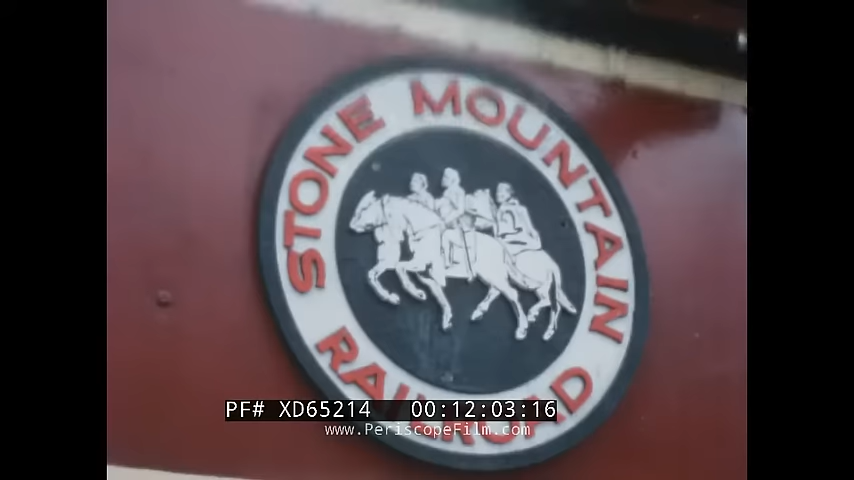 STONE MOUNTAIN
RAILROAD
PF# XD65214 00:12:03:16
www.PeriscopeFilm.com